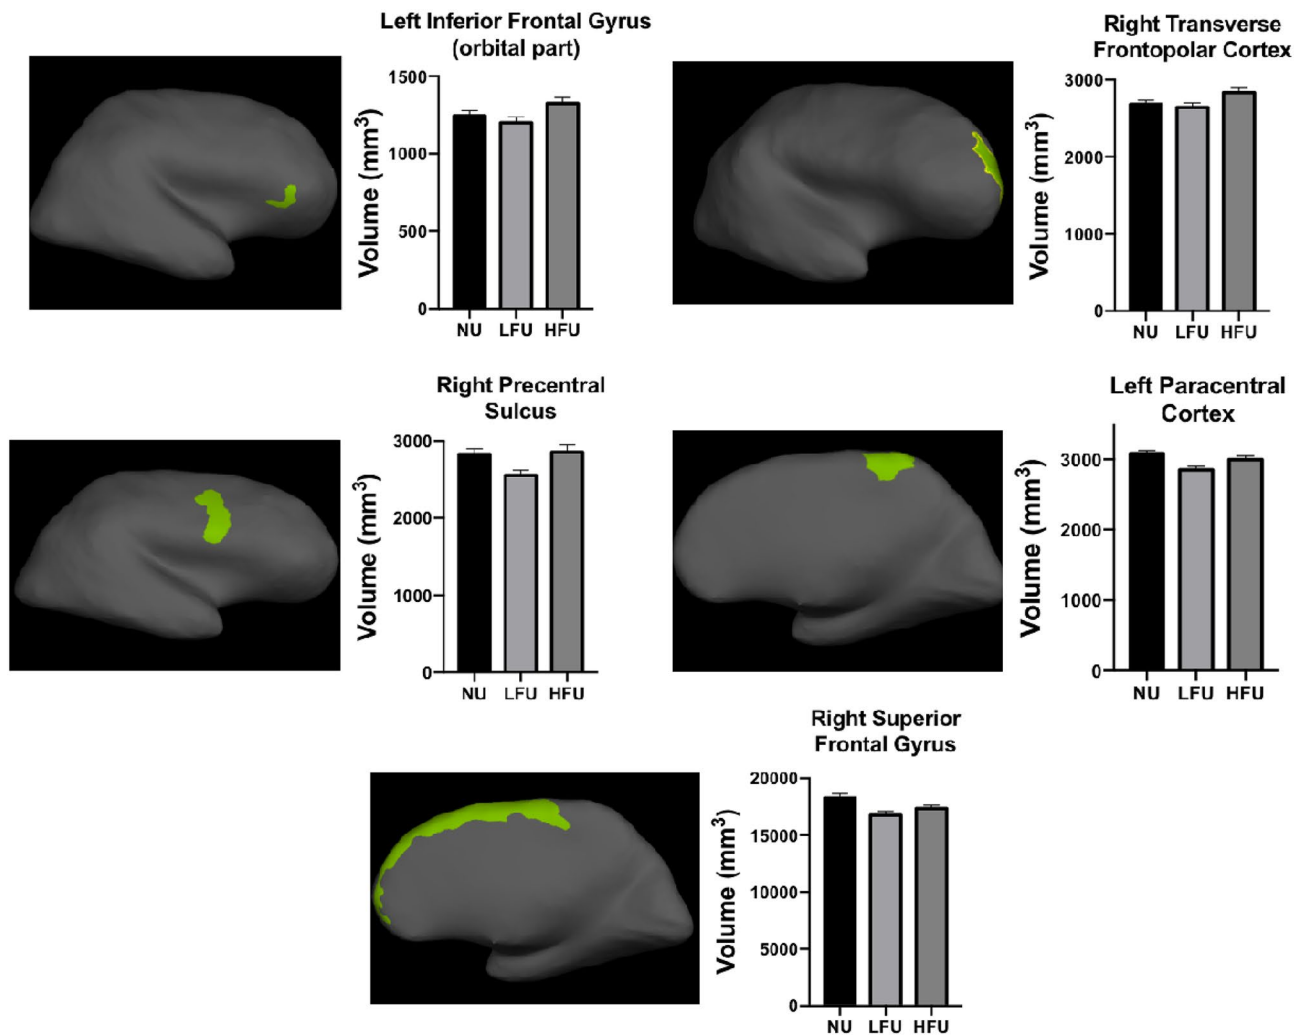 Left Inferior Frontal Gyrus
(orbital part)
Volume (mm³)
1500
1000
500
0
NU LFU HFU
Right Transverse
Frontopolar Cortex
Volume (mm³)
3000
2000
1000
0
NU LFU HFU
Right Precentral
Sulcus
Volume (mm³)
3000
2000
1000
0
NU LFU HFU
Left Paracentral
Cortex
Volume (mm³)
3000
2000
1000
0
NU LFU HFU
Right Superior
Frontal Gyrus
Volume (mm³)
20000
15000
10000
5000
0
NU LFU HFU